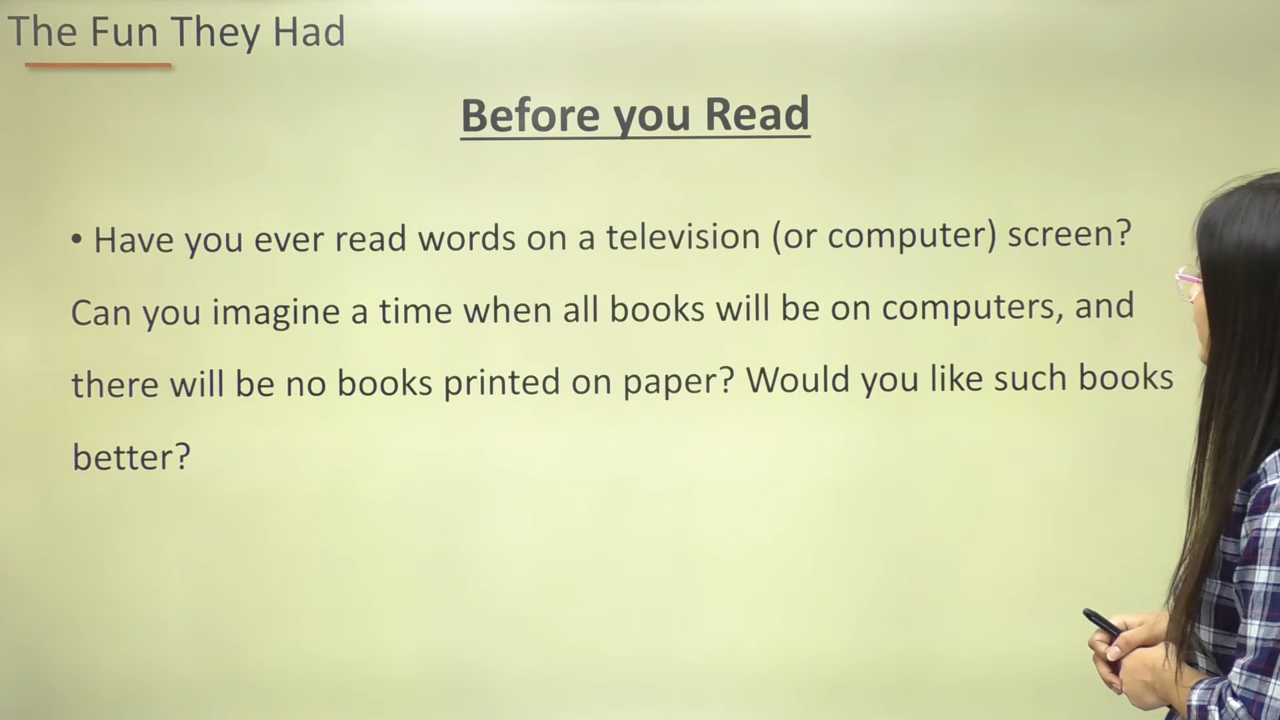 The Fun They Had
Before you Read
• Have you ever read words on a television (or computer) screen?
Can you imagine a time when all books will be on computers, and
there will be no books printed on paper? Would you like such books
better?